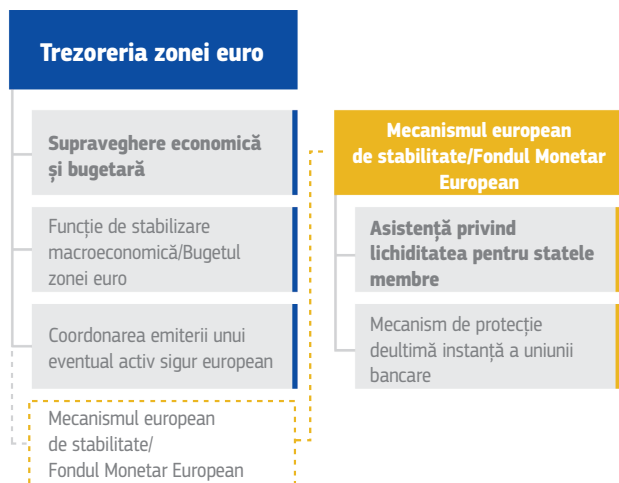 Trezoreria zonei euro
Supraveghere economică
și bugetară
Funcție de stabilizare
macroeconomică/Bugetul
zonei euro
Coordonarea emiterii unui
eventual activ sigur european
Mecanismul european
de stabilitate/
Fondul Monetar European
Mecanismul european
de stabilitate/Fondul Monetar
European
Asistență privind
lichiditatea pentru statele
membre
Mecanism de protecție
deultimă instanță a uniunii
bancare